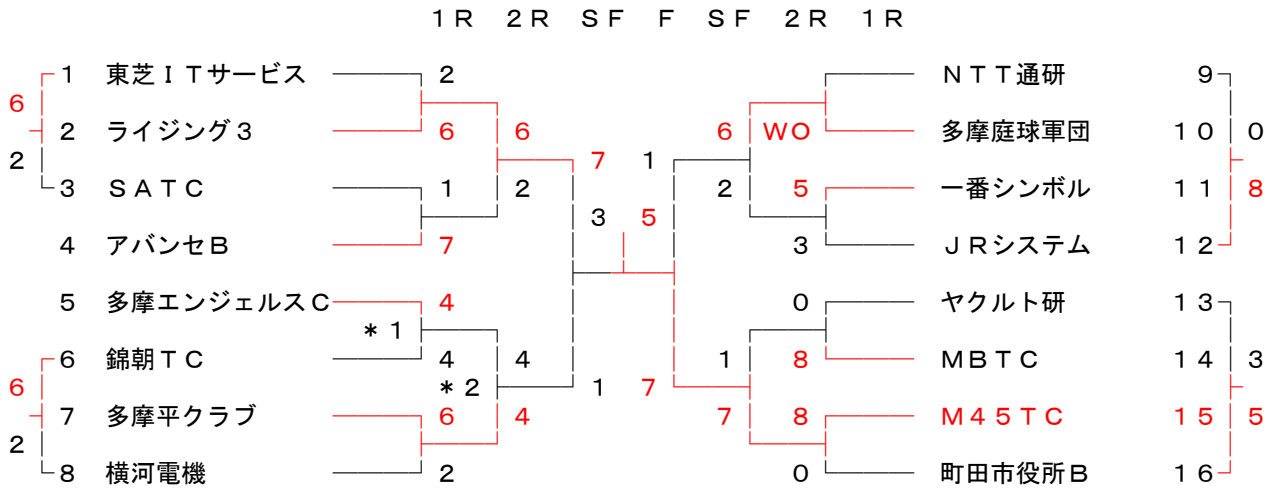 １Ｒ ２Ｒ ＳＦ Ｆ ＳＦ ２Ｒ １Ｒ
1 東芝ＩＴサービス 2 ＮＴＴ通研 9
6 2 ライジング３ 6 6 6 WO 多摩庭球軍団 10 0
2 7 1
3 ＳＡＴＣ 1 2 2 5 一番シンボル 11 8
3 5
4 アバンセＢ 7 3 ＪＲシステム 12
5 多摩エンジェルスＣ 4 0 ヤクルト研 13
＊1
6 錦朝ＴＣ 4 4 1 8 ＭＢＴＣ 14 3
6 ＊2 1 7
7 多摩平クラブ 6 4 7 8 Ｍ４５ＴＣ 15 5
2
8 横河電機 2 0 町田市役所Ｂ 16